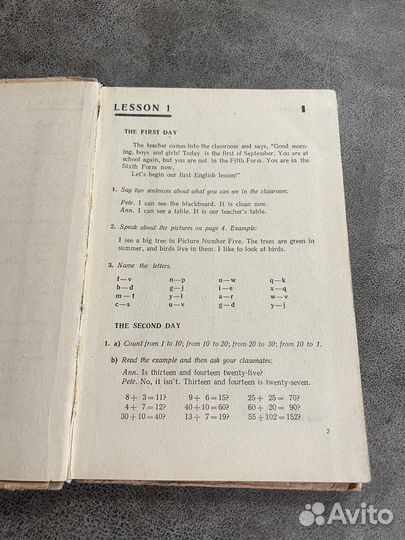 LESSON 1
1
THE FIRST DAY
The teacher comes into the classroom and says, "Good morn-
ing, boys and girls! Today is the first of September. You are at
school again, but you are not in the Fifth Form. You are in the
Sixth Form now.
Let's begin our first English lesson!"
1. Say two sentences about what you can see in the classroom:
Pete. I can see the blackboard. It is clean now.
Ann. I can see a table. It is our teacher's table.
2. Speak about the pictures on page 4. Example:
I see a big tree in Picture Number Five. The trees are green in
summer, and birds live in them. I like to look at birds.
3. Name the letters.
f—v n—p u—w q—k
b—d g—j i—e x—q
m—t y—i a—r w—v
c—s u—v g—d y—j
THE SECOND DAY
1. a) Count from 1 to 10; from 10 to 20; from 20 to 30; from 10 to 1.
b) Read the example and then ask your classmates:
Ann. Is thirteen and fourteen twenty-five?
Pete. No, it isn't. Thirteen and fourteen is twenty-seven.
8+ 3=11? 9+ 6=15? 25+ 25= 70?
4+ 7=12? 40+10=60? 60+ 20= 90?
30+10=40? 13+ 7=19? 55+102=152?
3
Avito